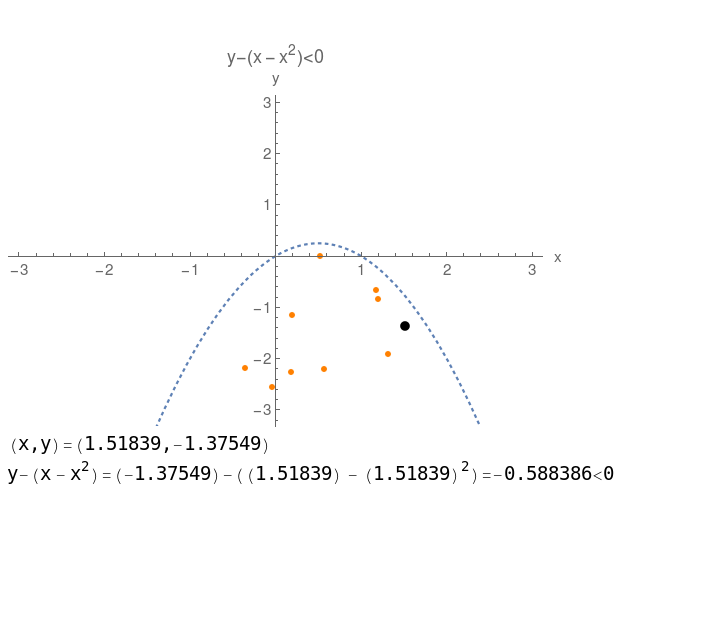 y−(x − x²)<0
y
3
2
1
x
−3 −2 −1 1 2 3
−1
−2
−3
(x,y)=(1.51839,-1.37549)
y-(x - x²)=(-1.37549)-((1.51839) - (1.51839)²)=-0.588386<0